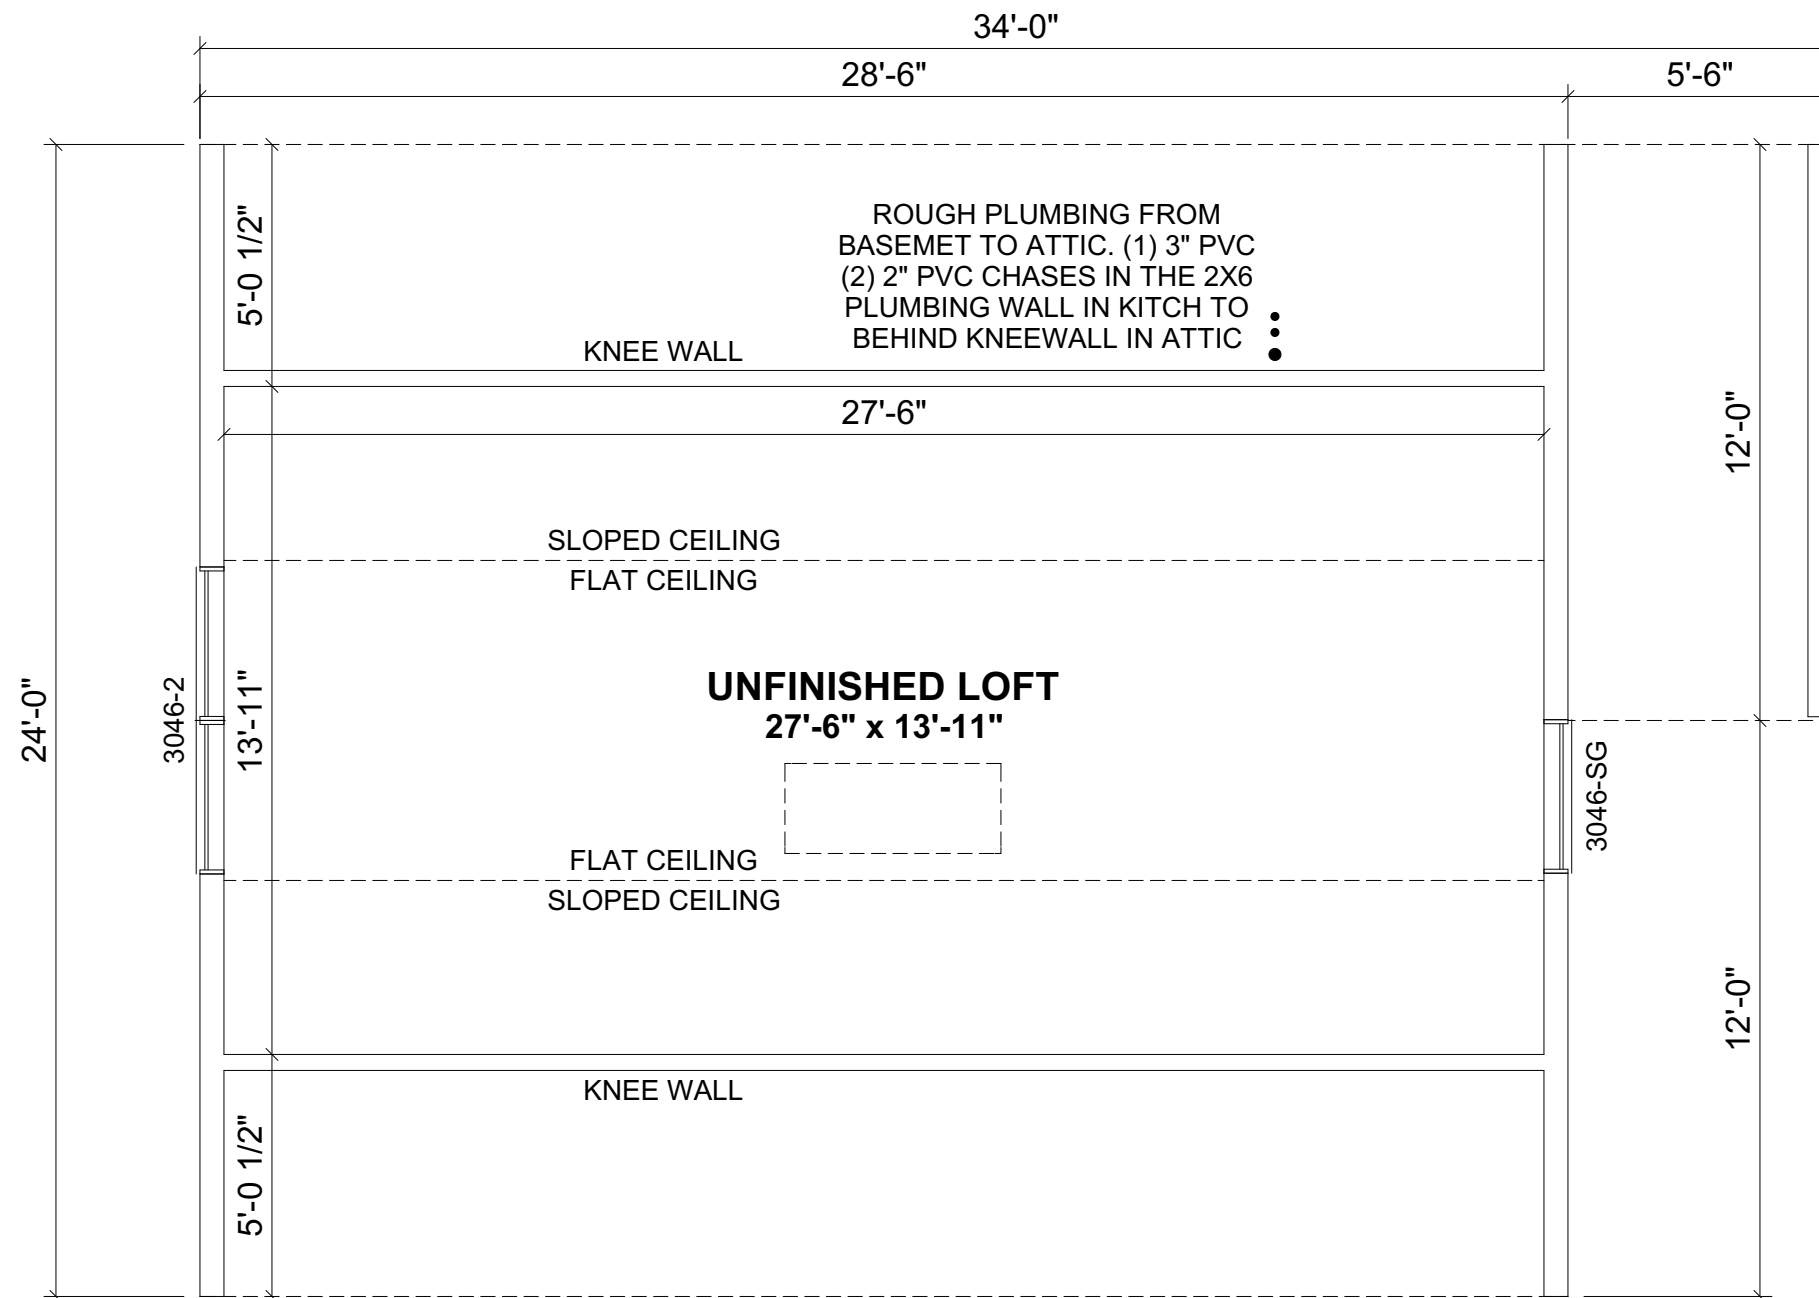 34'-0"
28'-6"
5'-6"
5'-0 1/2"
ROUGH PLUMBING FROM
BASEMET TO ATTIC. (1) 3" PVC
(2) 2" PVC CHASES IN THE 2X6
PLUMBING WALL IN KITCH TO
BEHIND KNEEWALL IN ATTIC
KNEE WALL
27'-6"
12'-0"
SLOPED CEILING
FLAT CEILING
24'-0"
3046-2
13'-11"
UNFINISHED LOFT
27'-6" x 13'-11"
3046-SG
FLAT CEILING
SLOPED CEILING
12'-0"
KNEE WALL
5'-0 1/2"